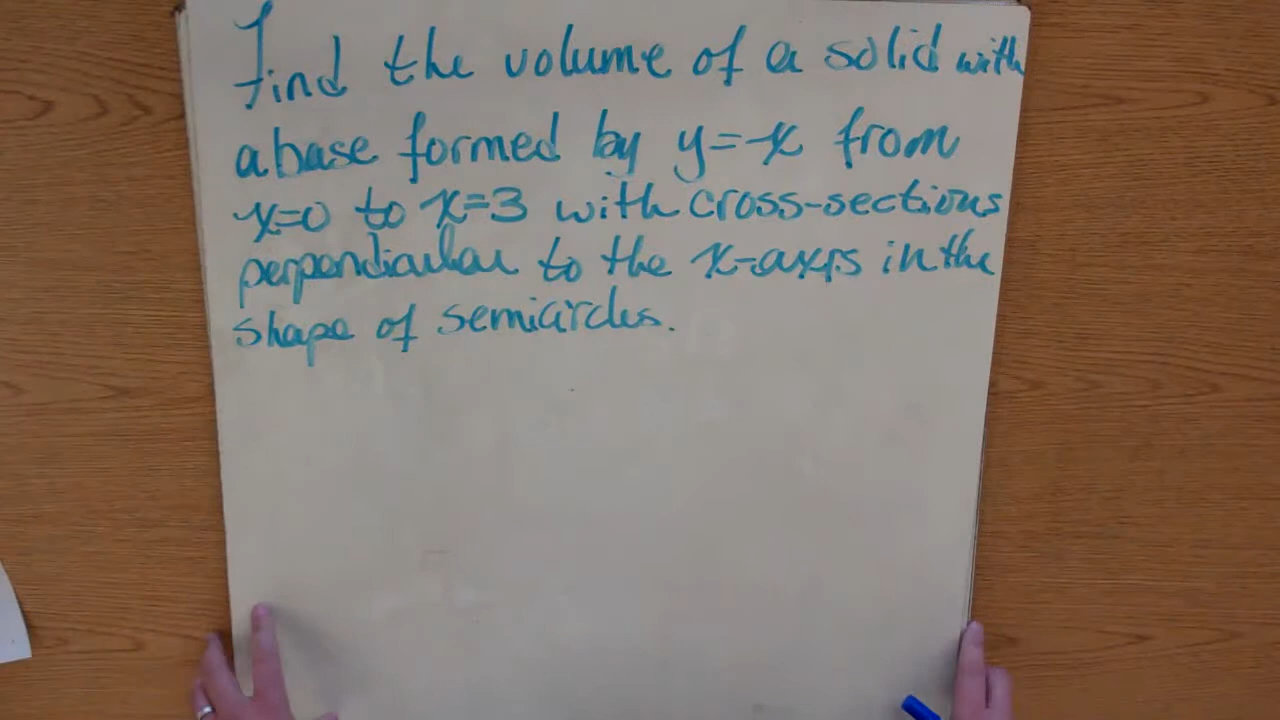 Find the volume of a solid with
a base formed by y=-x from
x=0 to x=3 with cross-sections
perpendicular to the x-axis in the
shape of semicircles.